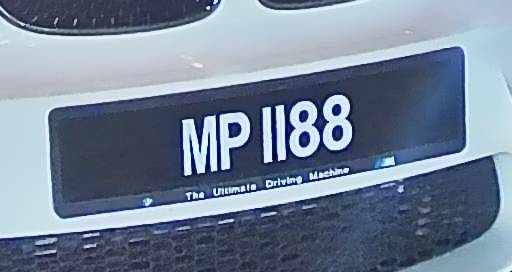 MP 1188
The Ultimate Driving Machine